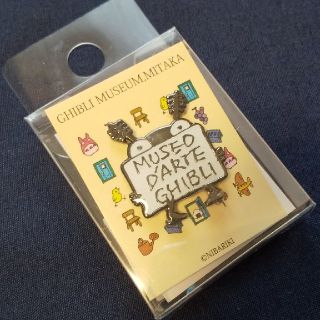 GHIBLI MUSEUM.MITAKA
MUSEO
D'ARTE
GHIBLI
©NIBARIKI